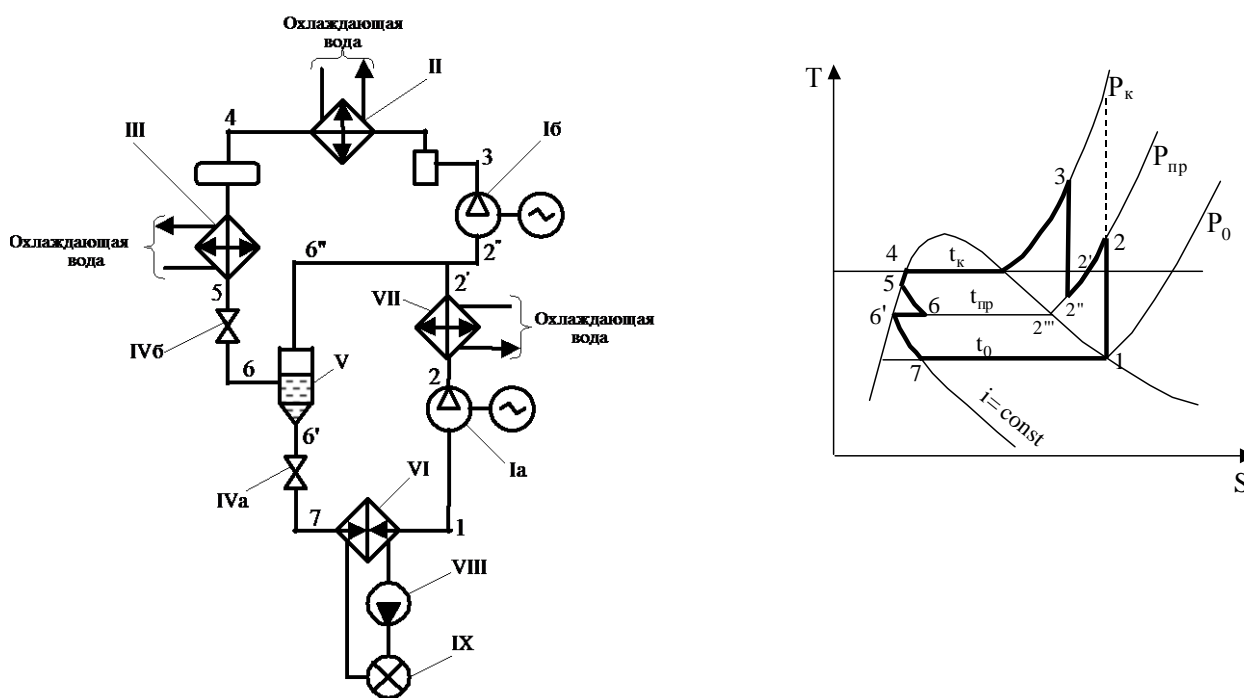 Охлаждающая
вода
II
III
4
Iб
3
Охлаждающая
вода
6"
2"
2'
5
VII
Охлаждающая
вода
IVб
V
6
2
6'
Iа
VI
IVа
7
1
VIII
IX
T
Pк
Pпр
P0
3
2
4
tк
2'
5
tпр
6'
6
2"
2'''
t0
7
1
i=const
S